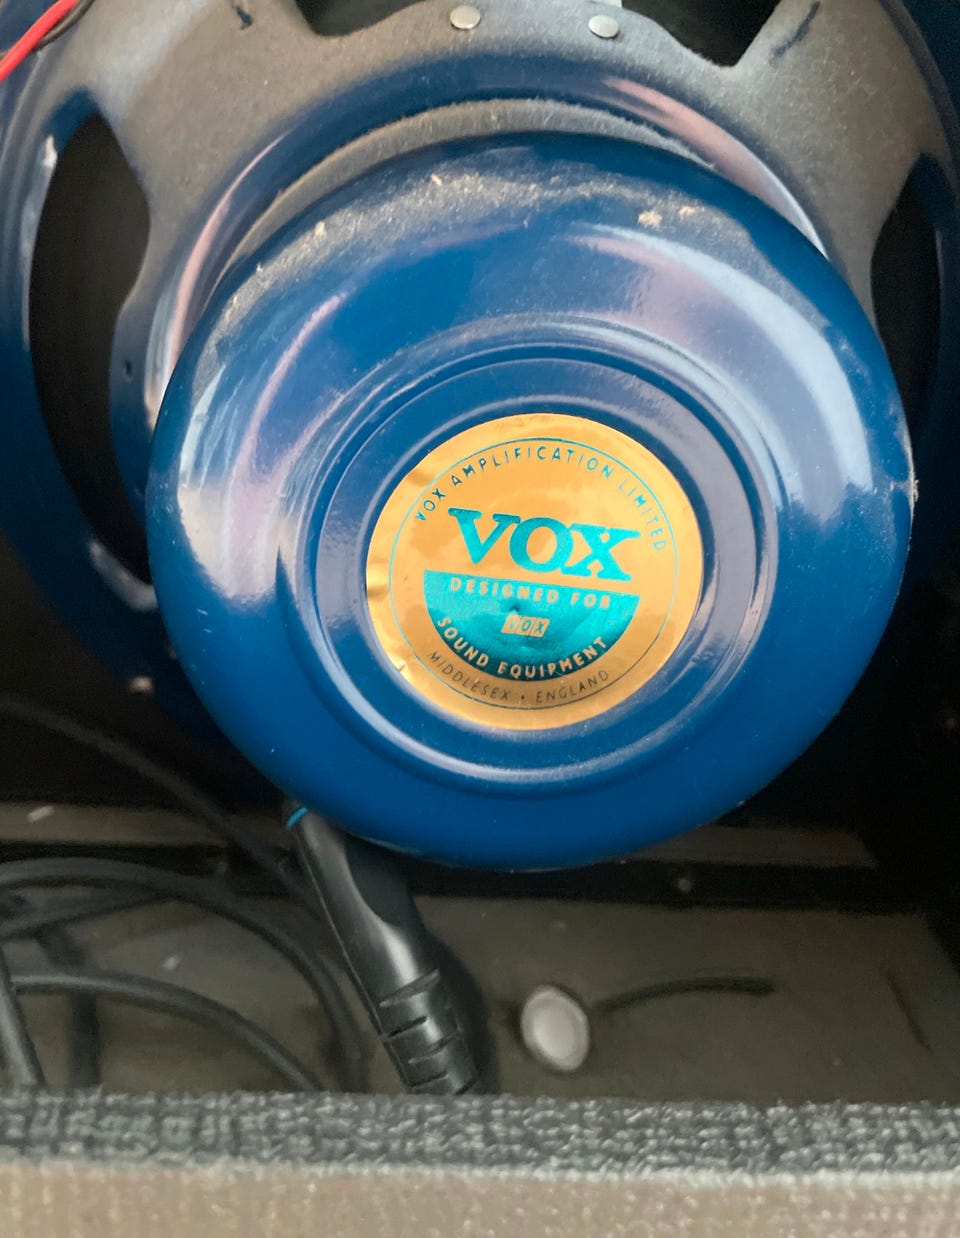 VOX AMPLIFICATION LIMITED
VOX
DESIGNED FOR
VOX
SOUND EQUIPMENT
MIDDLESEX • ENGLAND